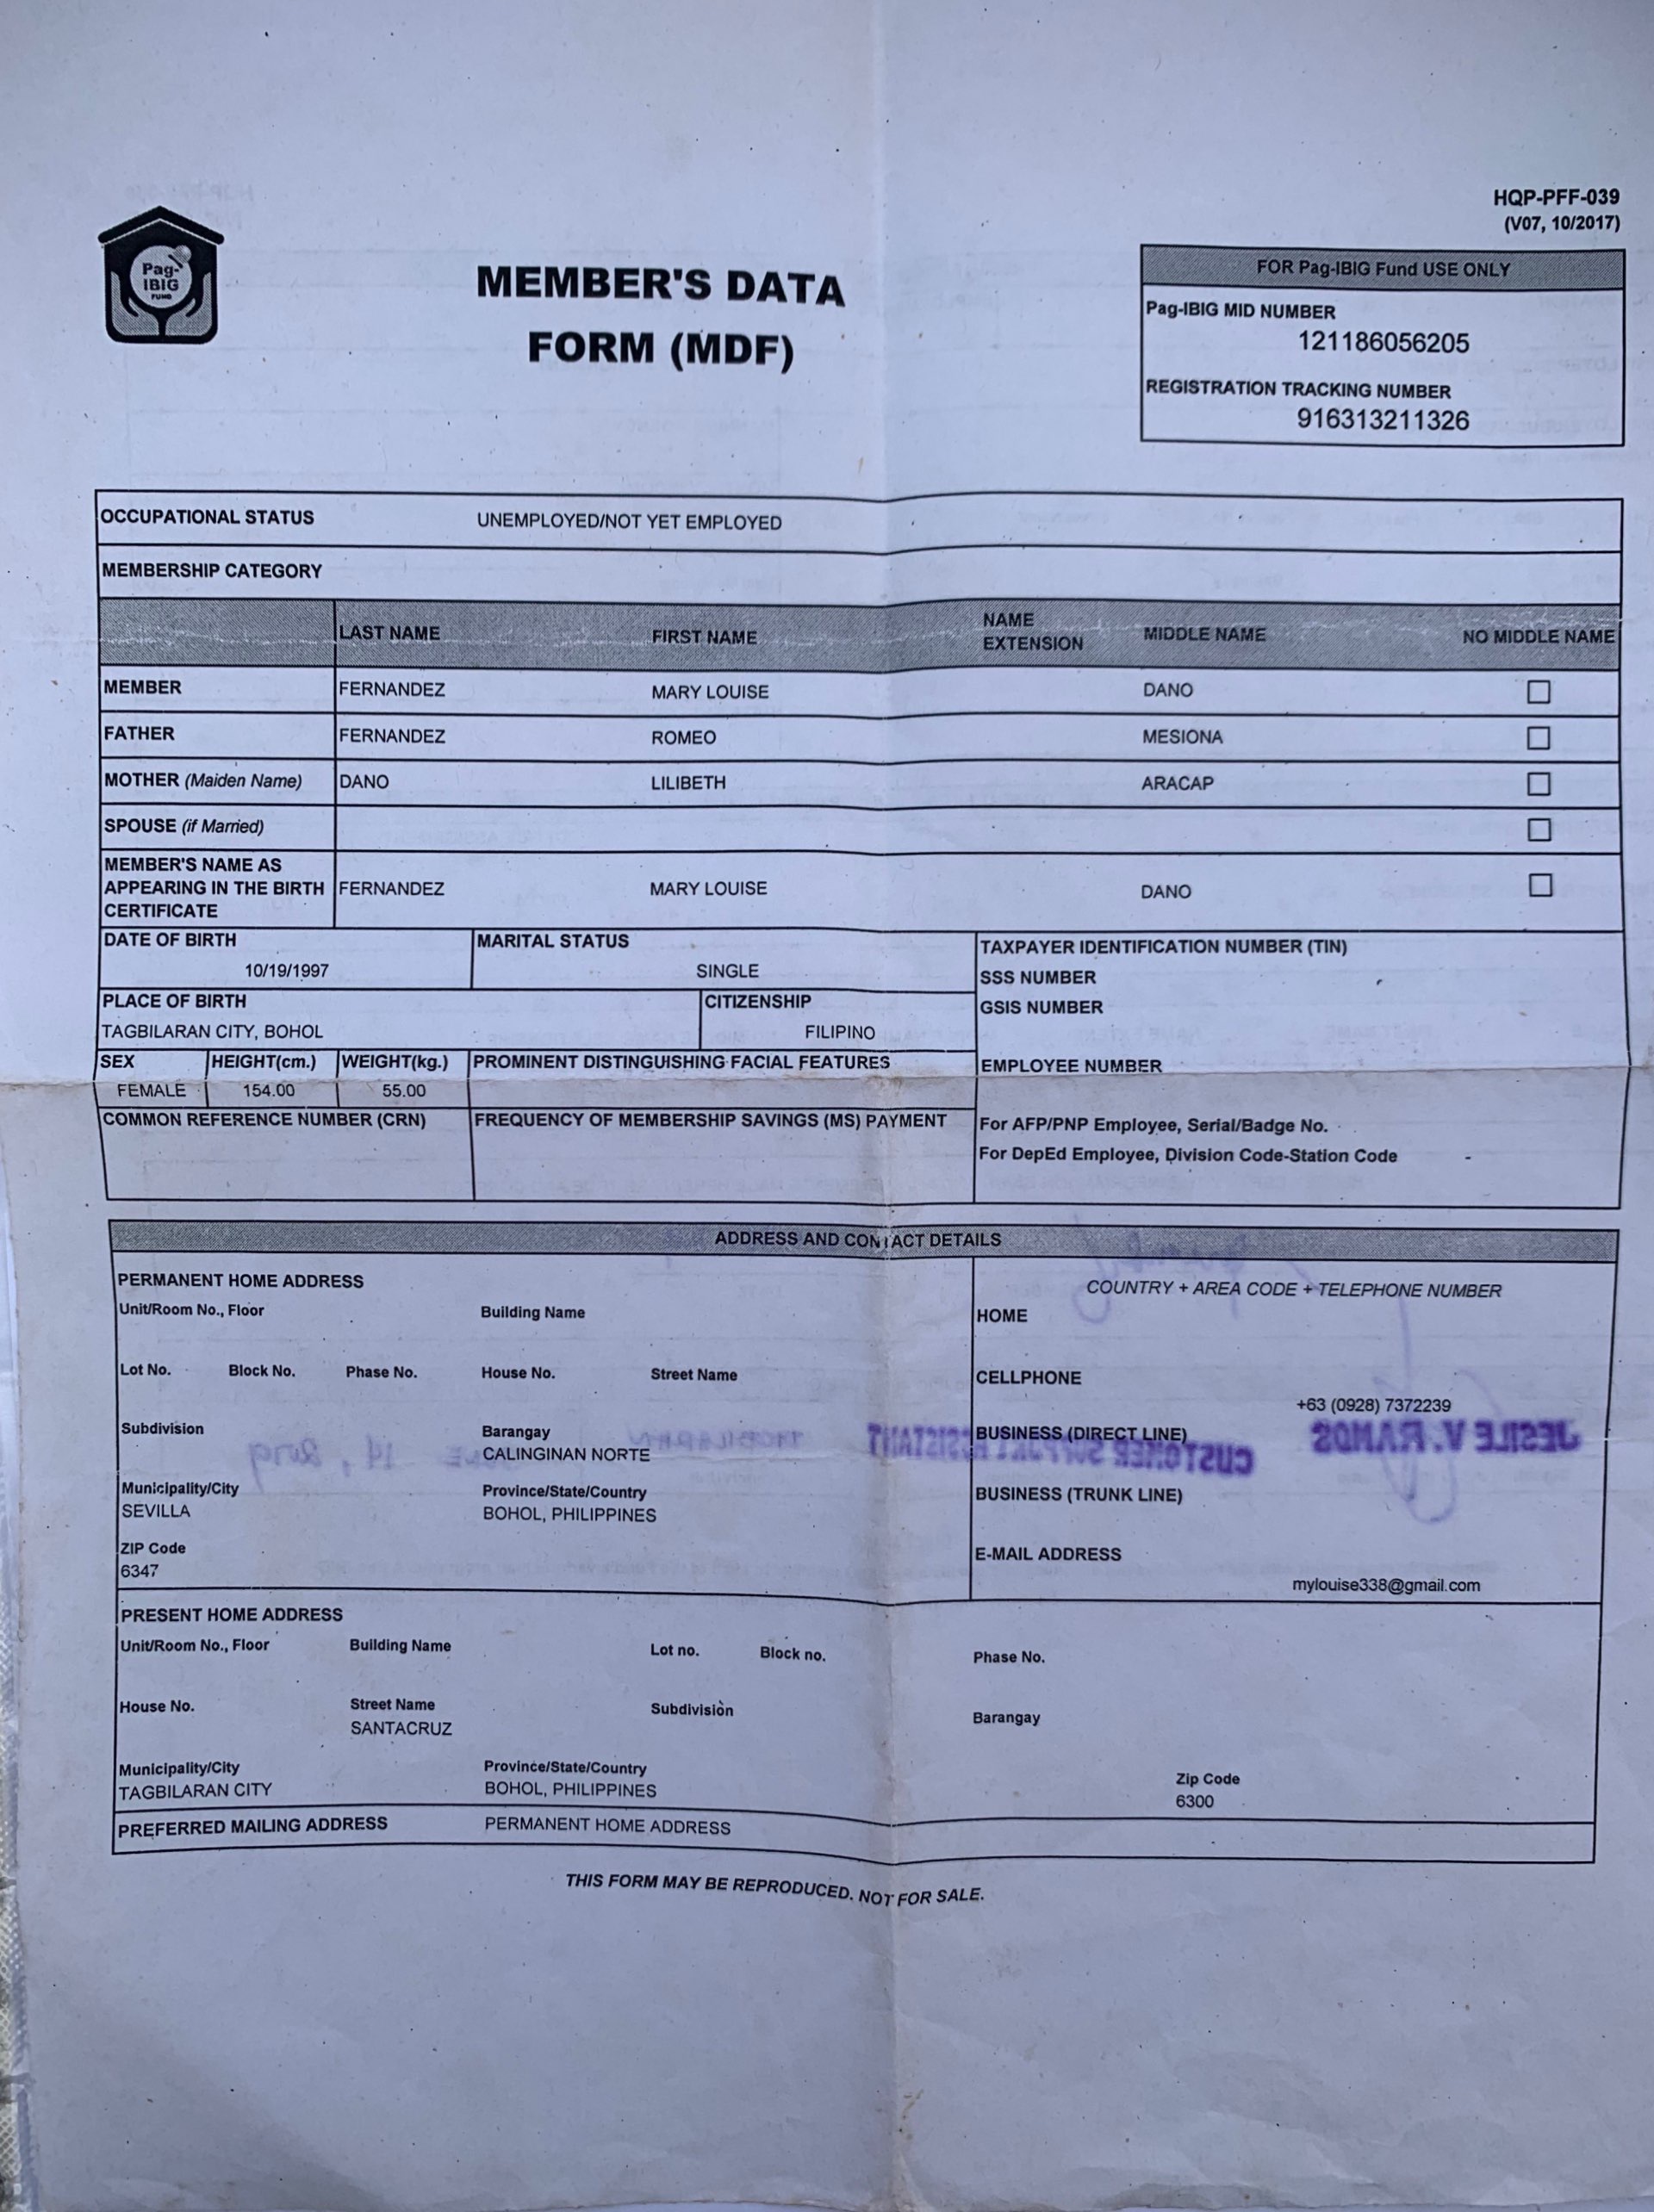 HQP-PFF-039
(V07, 10/2017)
Pag-
IBIG
FUND
MEMBER'S DATA
FORM (MDF)
FOR Pag-IBIG Fund USE ONLY
Pag-IBIG MID NUMBER
121186056205
REGISTRATION TRACKING NUMBER
916313211326
OCCUPATIONAL STATUS UNEMPLOYED/NOT YET EMPLOYED
MEMBERSHIP CATEGORY
LAST NAME FIRST NAME NAME EXTENSION MIDDLE NAME NO MIDDLE NAME
MEMBER FERNANDEZ MARY LOUISE DANO
FATHER FERNANDEZ ROMEO MESIONA
MOTHER (Maiden Name) DANO LILIBETH ARACAP
SPOUSE (if Married)
MEMBER'S NAME AS
APPEARING IN THE BIRTH FERNANDEZ MARY LOUISE DANO
CERTIFICATE
DATE OF BIRTH MARITAL STATUS TAXPAYER IDENTIFICATION NUMBER (TIN)
10/19/1997 SINGLE SSS NUMBER
PLACE OF BIRTH CITIZENSHIP GSIS NUMBER
TAGBILARAN CITY, BOHOL FILIPINO
SEX HEIGHT(cm.) WEIGHT(kg.) PROMINENT DISTINGUISHING FACIAL FEATURES EMPLOYEE NUMBER
FEMALE 154.00 55.00
COMMON REFERENCE NUMBER (CRN) FREQUENCY OF MEMBERSHIP SAVINGS (MS) PAYMENT For AFP/PNP Employee, Serial/Badge No.
For DepEd Employee, Division Code-Station Code -
ADDRESS AND CONTACT DETAILS
PERMANENT HOME ADDRESS COUNTRY + AREA CODE + TELEPHONE NUMBER
Unit/Room No., Floor Building Name HOME
Lot No. Block No. Phase No. House No. Street Name CELLPHONE
+63 (0928) 7372239
Subdivision Barangay BUSINESS (DIRECT LINE)
CALINGINAN NORTE
JESILE V. RAMOS
CUSTOMER SUPPORT ASSISTANT
Municipality/City Province/State/Country BUSINESS (TRUNK LINE)
SEVILLA BOHOL, PHILIPPINES
ZIP Code E-MAIL ADDRESS
6347 mylouise338@gmail.com
PRESENT HOME ADDRESS
Unit/Room No., Floor Building Name Lot no. Block no. Phase No.
House No. Street Name Subdivision Barangay
SANTACRUZ
Municipality/City Province/State/Country Zip Code
TAGBILARAN CITY BOHOL, PHILIPPINES 6300
PREFERRED MAILING ADDRESS PERMANENT HOME ADDRESS
THIS FORM MAY BE REPRODUCED. NOT FOR SALE.